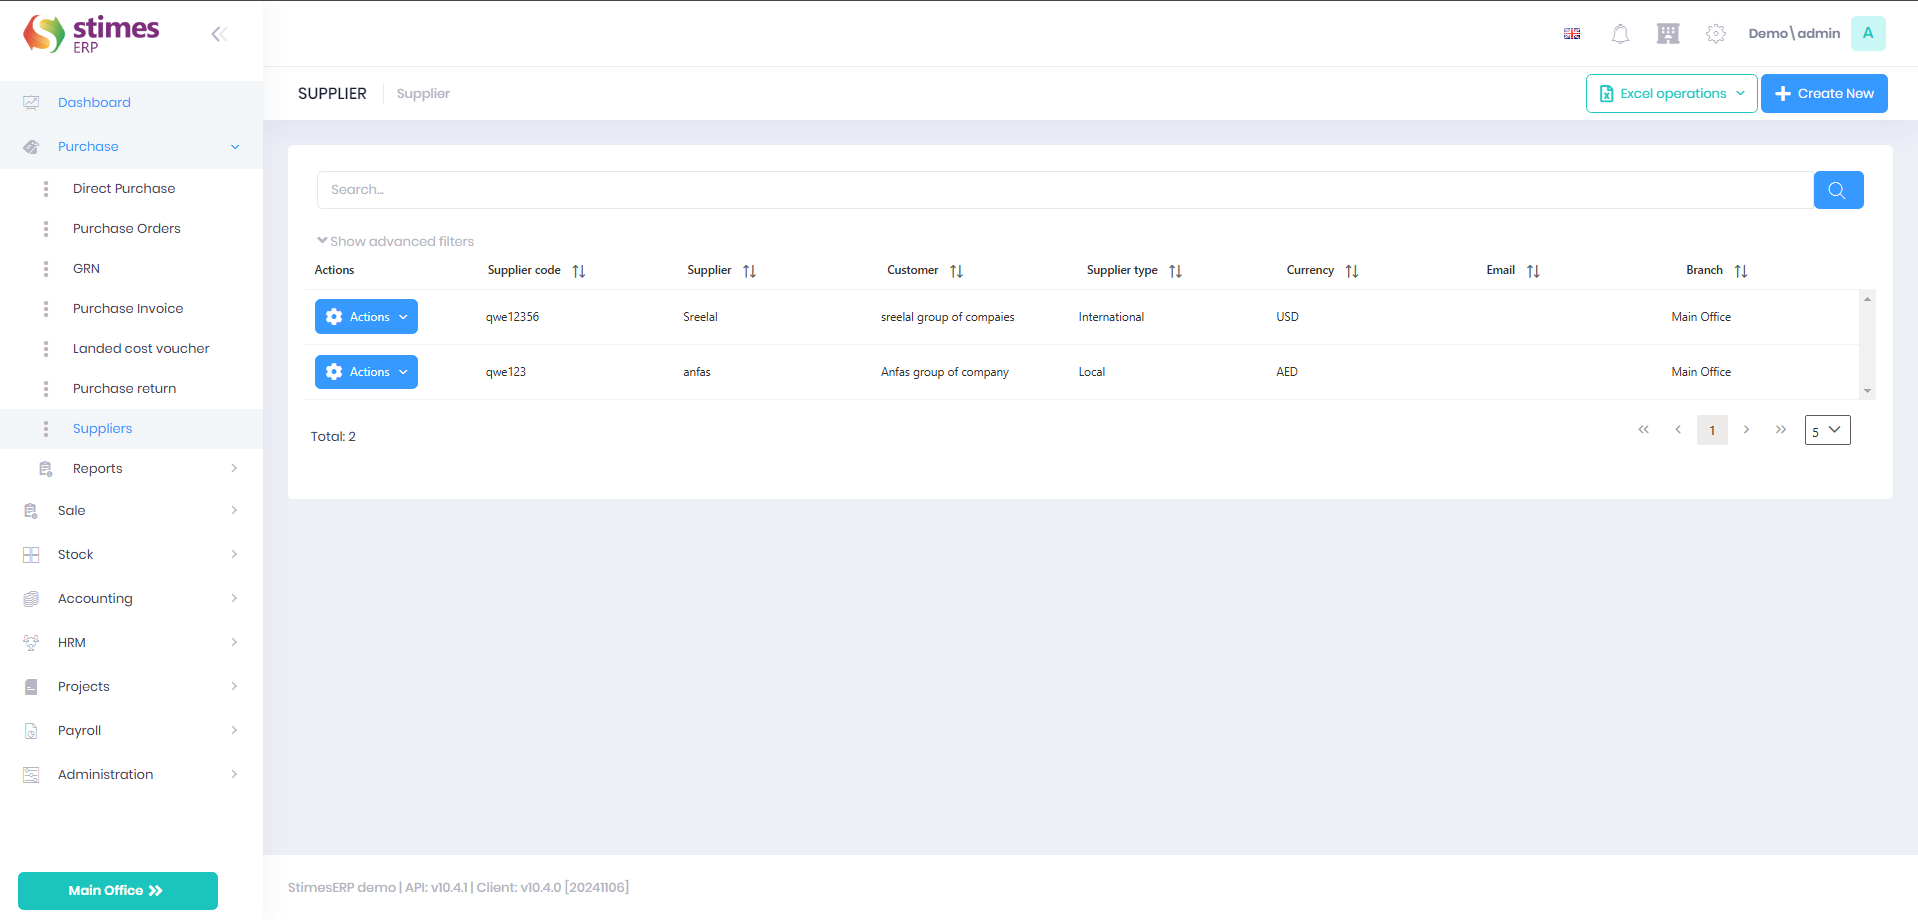 stimes
ERP
Demo\admin
A
SUPPLIER
Supplier
Excel operations
Create New
Dashboard
Purchase
Direct Purchase
Purchase Orders
GRN
Purchase Invoice
Landed cost voucher
Purchase return
Suppliers
Reports
Sale
Stock
Accounting
HRM
Projects
Payroll
Administration
Main Office
Search...
Show advanced filters
Actions Supplier code Supplier Customer Supplier type Currency Email Branch
Actions qwe12356 Sreelal sreelal group of compaies International USD Main Office
Actions qwe123 anfas Anfas group of company Local AED Main Office
Total: 2
1
5
StimesERP demo | API: v10.4.1 | Client: v10.4.0 [20241106]